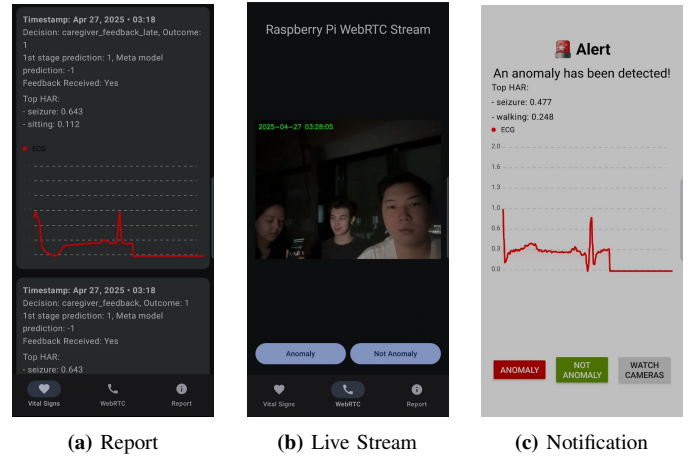 Timestamp: Apr 27, 2025 • 03:18
Decision: caregiver_feedback_late, Outcome:
1
1st stage prediction: 1, Meta model
prediction: -1
Feedback Received: Yes
Top HAR:
- seizure: 0.643
- sitting: 0.112
ECG
Timestamp: Apr 27, 2025 • 03:18
Decision: caregiver_feedback, Outcome: 1
1st stage prediction: 1, Meta model
prediction: -1
Feedback Received: Yes
Top HAR:
- seizure: 0.643
Vital Signs
WebRTC
Report
(a) Report
Raspberry Pi WebRTC Stream
2025-04-27 03:28:05
Anomaly
Not Anomaly
Vital Signs
WebRTC
Report
(b) Live Stream
Alert
An anomaly has been detected!
Top HAR:
- seizure: 0.477
- walking: 0.248
ECG
2.0
1.6
1.3
1.0
0.6
0.3
0.0
ANOMALY
NOT
ANOMALY
WATCH
CAMERAS
(c) Notification